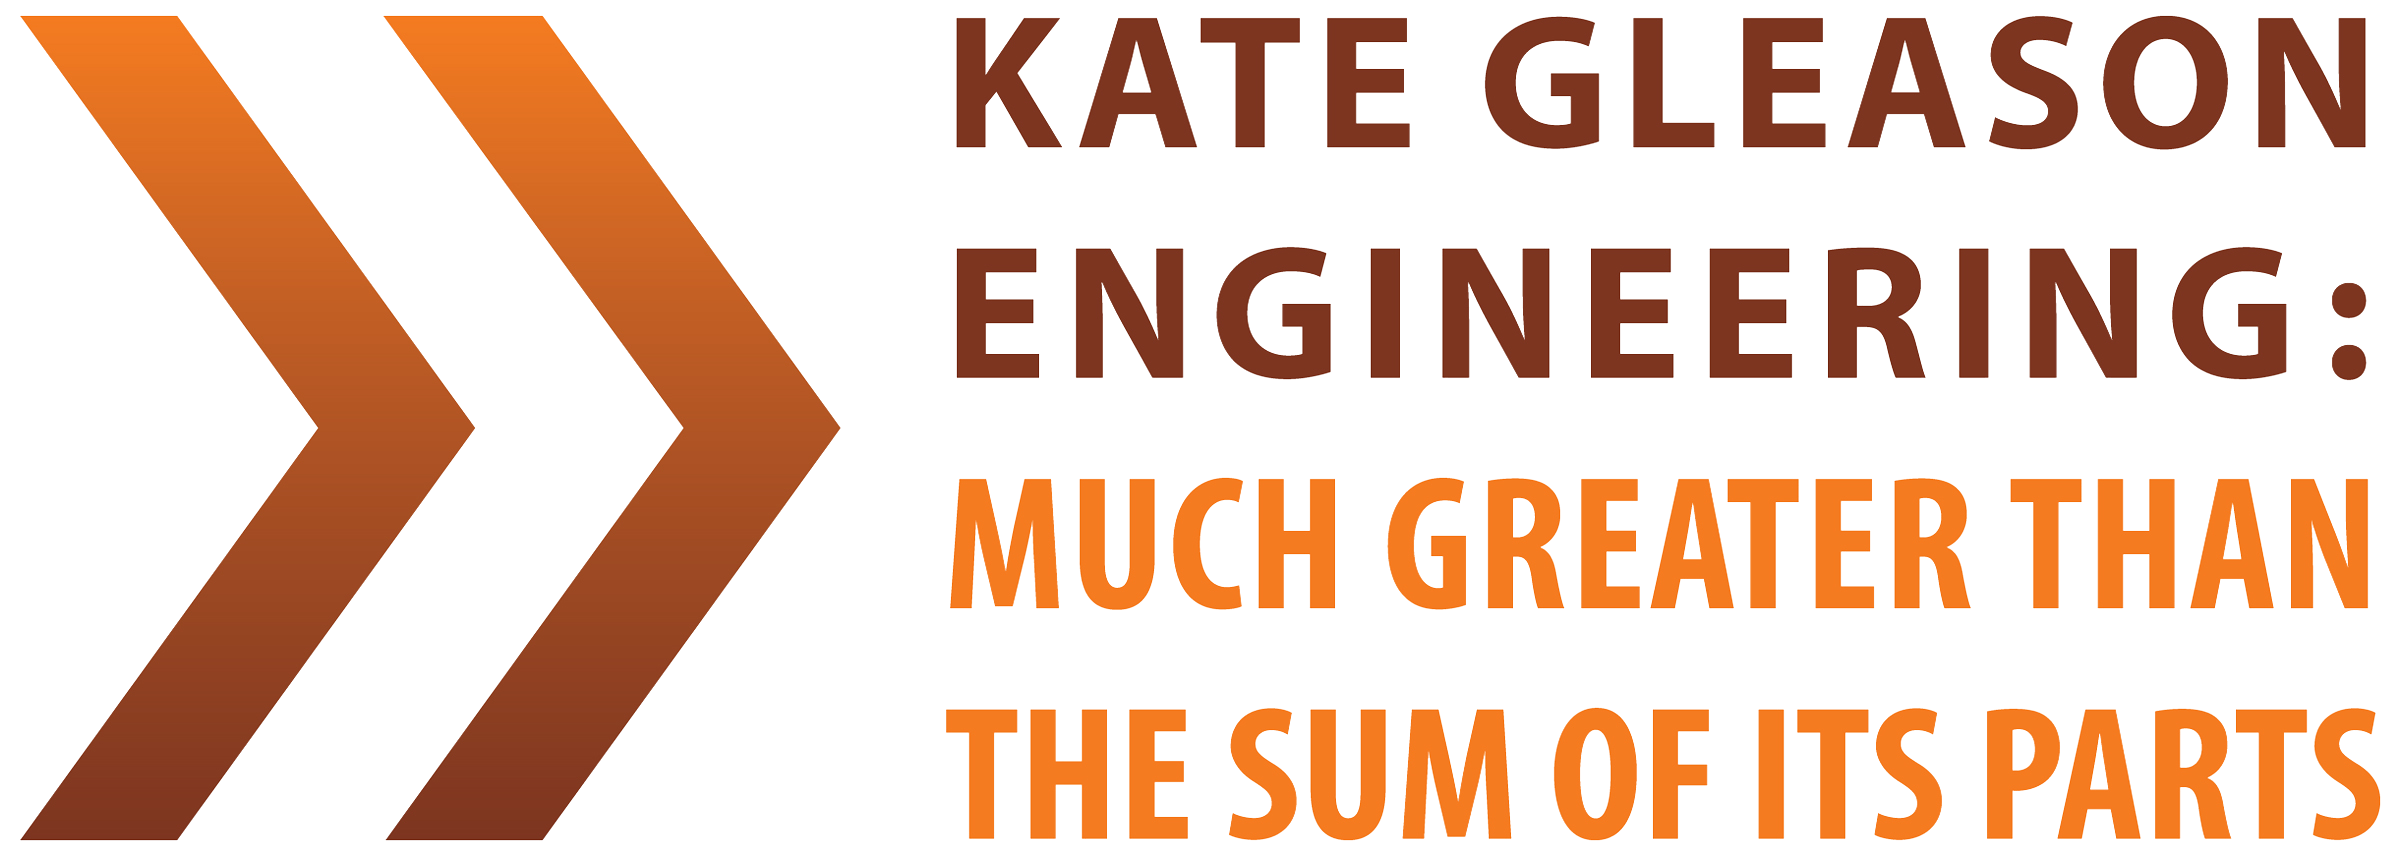 KATE GLEASON
ENGINEERING:
MUCH GREATER THAN
THE SUM OF ITS PARTS